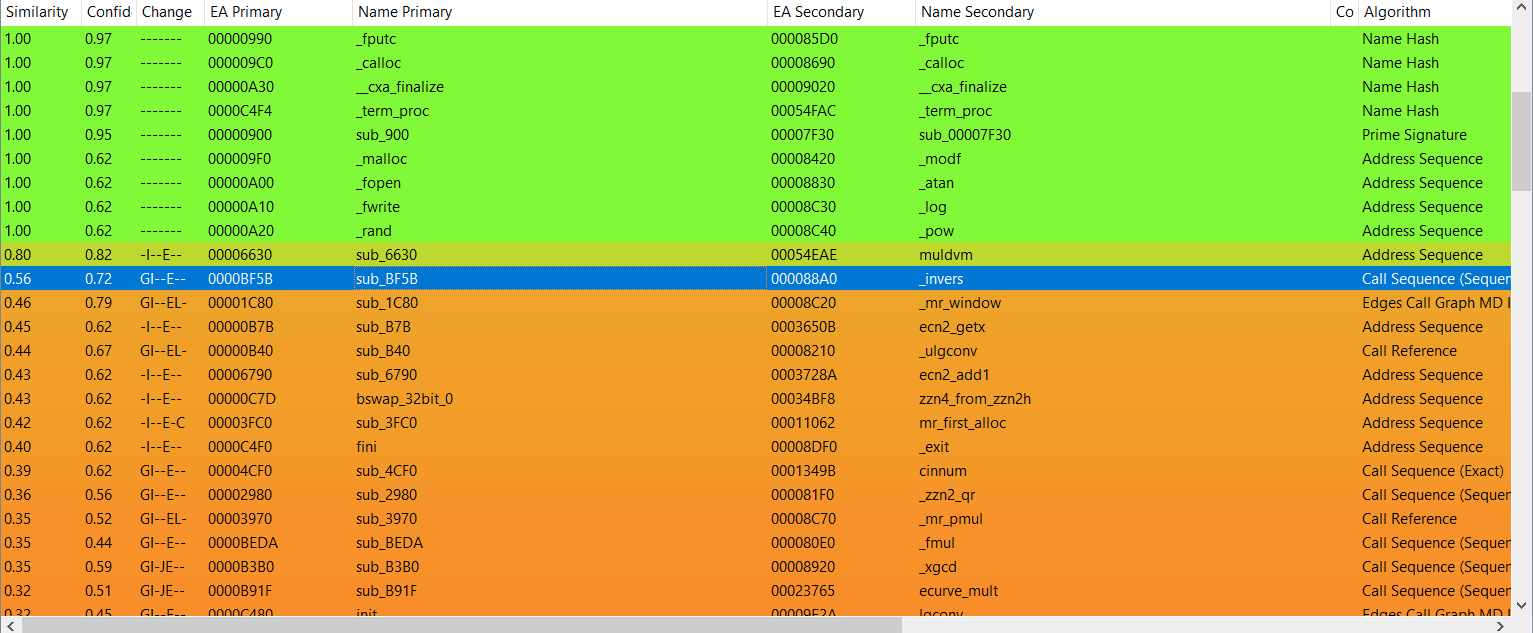 Similarity Confid Change EA Primary Name Primary EA Secondary Name Secondary Co Algorithm
1.00 0.97 ------- 00000990 _fputc 000085D0 _fputc Name Hash
1.00 0.97 ------- 000009C0 _calloc 00008690 _calloc Name Hash
1.00 0.97 ------- 00000A30 __cxa_finalize 00009020 __cxa_finalize Name Hash
1.00 0.97 ------- 0000C4F4 _term_proc 00054FAC _term_proc Name Hash
1.00 0.95 ------- 00000900 sub_900 00007F30 sub_00007F30 Prime Signature
1.00 0.62 ------- 000009F0 _malloc 00008420 _modf Address Sequence
1.00 0.62 ------- 00000A00 _fopen 00008830 _atan Address Sequence
1.00 0.62 ------- 00000A10 _fwrite 00008C30 _log Address Sequence
1.00 0.62 ------- 00000A20 _rand 00008C40 _pow Address Sequence
0.80 0.82 -I--E-- 00006630 sub_6630 00054EAE muldvm Address Sequence
0.56 0.72 GI--E-- 0000BF5B sub_BF5B 000088A0 _invers Call Sequence (Sequer
0.46 0.79 GI--EL- 00001C80 sub_1C80 00008C20 _mr_window Edges Call Graph MD I
0.45 0.62 -I--E-- 00000B7B sub_B7B 0003650B ecn2_getx Address Sequence
0.44 0.67 GI--EL- 00000B40 sub_B40 00008210 _ulgconv Call Reference
0.43 0.62 -I--E-- 00006790 sub_6790 0003728A ecn2_add1 Address Sequence
0.43 0.62 -I--E-- 00000C7D bswap_32bit_0 00034BF8 zzn4_from_zzn2h Address Sequence
0.42 0.62 -I--E-C 00003FC0 sub_3FC0 00011062 mr_first_alloc Address Sequence
0.40 0.62 -I--E-- 0000C4F0 fini 00008DF0 _exit Address Sequence
0.39 0.62 GI--E-- 00004CF0 sub_4CF0 0001349B cinnum Call Sequence (Exact)
0.36 0.56 GI--E-- 00002980 sub_2980 000081F0 _zzn2_qr Call Sequence (Sequer
0.35 0.52 GI--EL- 00003970 sub_3970 00008C70 _mr_pmul Call Reference
0.35 0.44 GI--E-- 0000BEDA sub_BEDA 000080E0 _fmul Call Sequence (Sequer
0.35 0.59 GI-JE-- 0000B3B0 sub_B3B0 00008920 _xgcd Call Sequence (Sequer
0.32 0.51 GI-JE-- 0000B91F sub_B91F 00023765 ecurve_mult Call Sequence (Sequer
0.32 0.45 GI--E-- 0000C480 init 00009F2A lgconv Edges Call Graph MD I